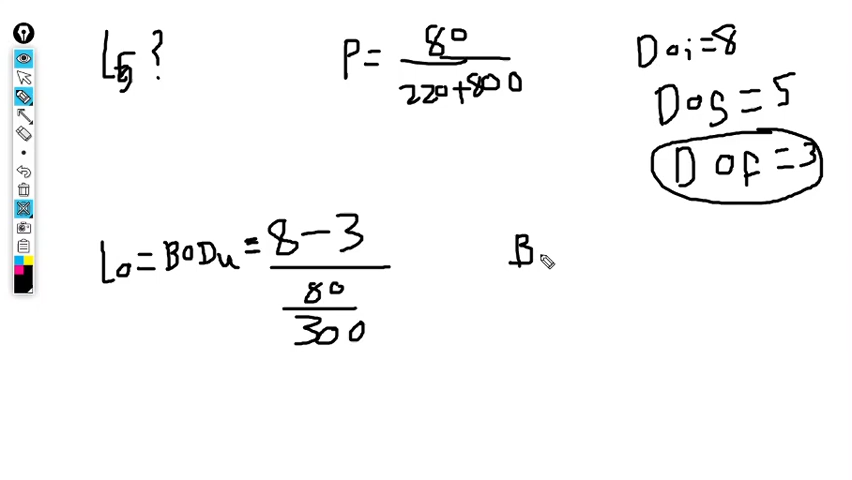 L5 ?
P = 80 / 220+800
Doi=8
Dos = 5
Dof =3
Lo = BODu = 8-3 / 80 / 300
B